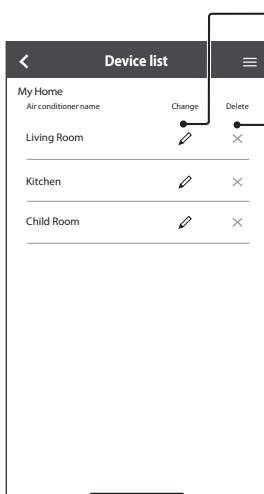 Device list
My Home
Air conditioner name Change Delete
Living Room
Kitchen
Child Room